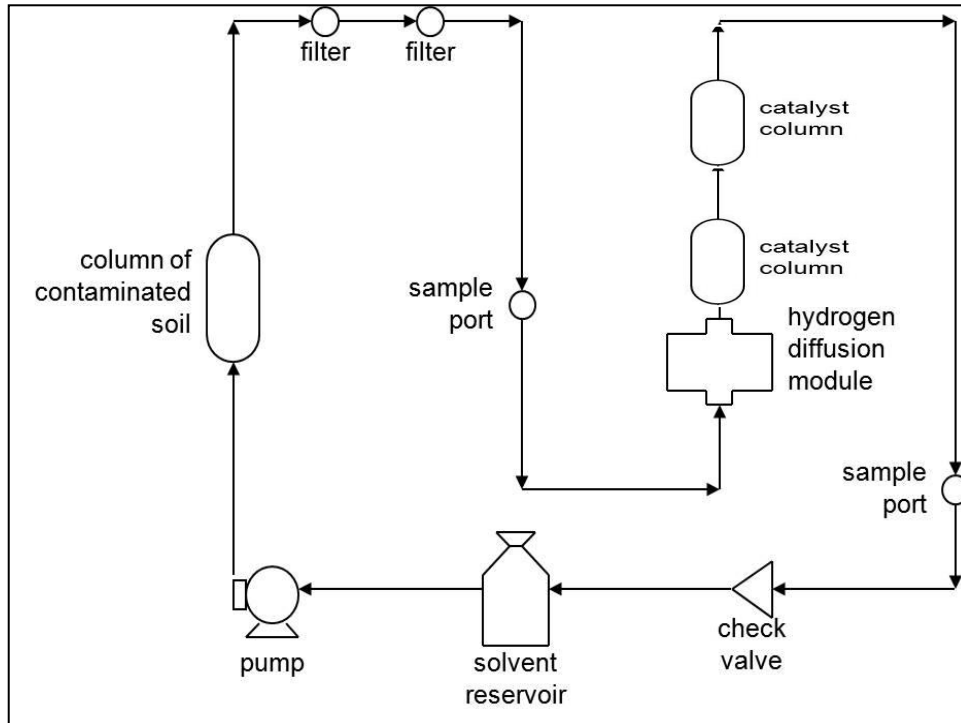 filter
filter
catalyst
column
column of
contaminated
soil
catalyst
column
sample
port
hydrogen
diffusion
module
sample
port
pump
solvent
reservoir
check
valve